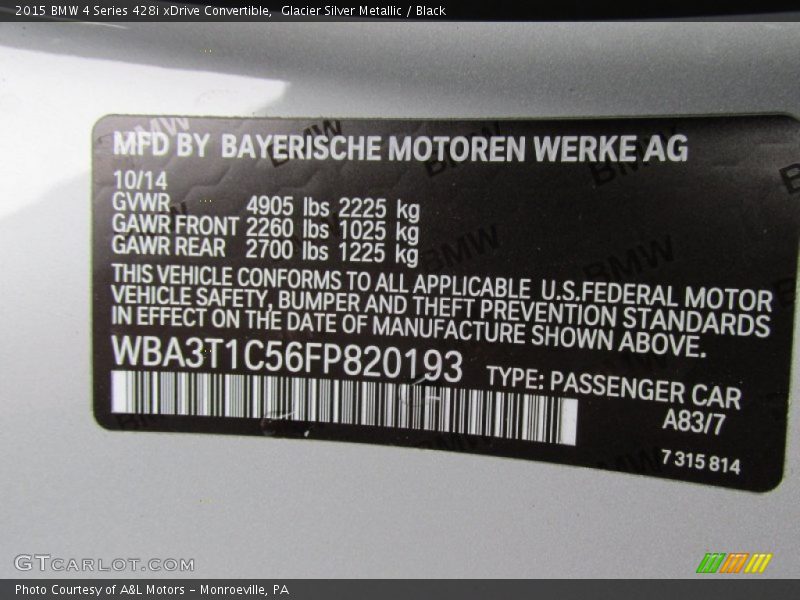 2015 BMW 4 Series 428i xDrive Convertible,  Glacier Silver Metallic / Black
MFD BY BAYERISCHE MOTOREN WERKE AG
10/14
GVWR 4905 lbs 2225 kg
GAWR FRONT 2260 lbs 1025 kg
GAWR REAR 2700 lbs 1225 kg
THIS VEHICLE CONFORMS TO ALL APPLICABLE U.S.FEDERAL MOTOR
VEHICLE SAFETY, BUMPER AND THEFT PREVENTION STANDARDS
IN EFFECT ON THE DATE OF MANUFACTURE SHOWN ABOVE.
WBA3T1C56FP820193 TYPE: PASSENGER CAR
A83/7
7 315 814
GTCARLOT.COM
Photo Courtesy of A&L Motors - Monroeville, PA